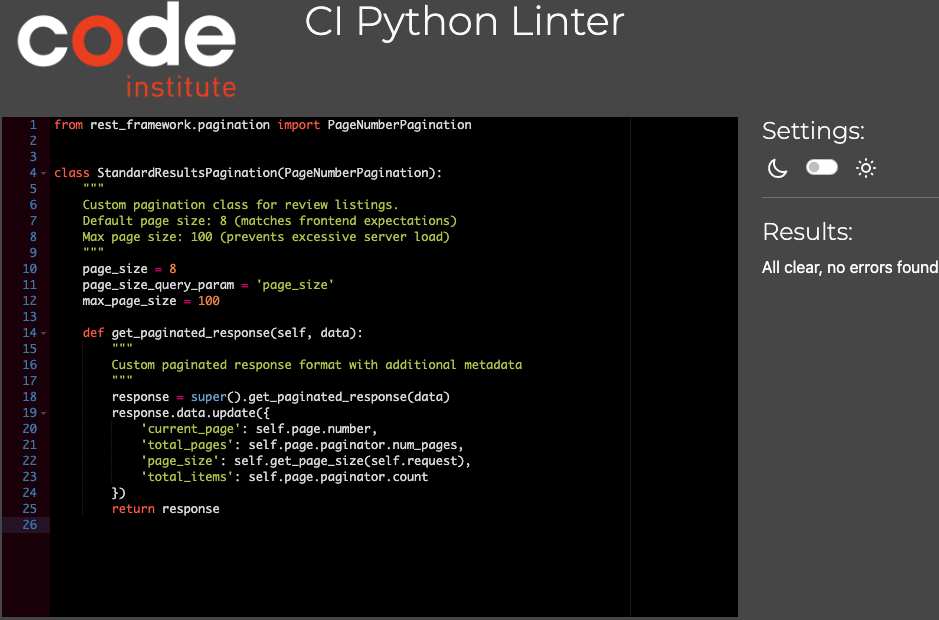 code
institute
CI Python Linter
1 from rest_framework.pagination import PageNumberPagination
2
3
4 class StandardResultsPagination(PageNumberPagination):
5     """
6     Custom pagination class for review listings.
7     Default page size: 8 (matches frontend expectations)
8     Max page size: 100 (prevents excessive server load)
9     """
10     page_size = 8
11     page_size_query_param = 'page_size'
12     max_page_size = 100
13
14     def get_paginated_response(self, data):
15         """
16         Custom paginated response format with additional metadata
17         """
18         response = super().get_paginated_response(data)
19         response.data.update({
20             'current_page': self.page.number,
21             'total_pages': self.page.paginator.num_pages,
22             'page_size': self.get_page_size(self.request),
23             'total_items': self.page.paginator.count
24         })
25         return response
26
Settings:
Results:
All clear, no errors found